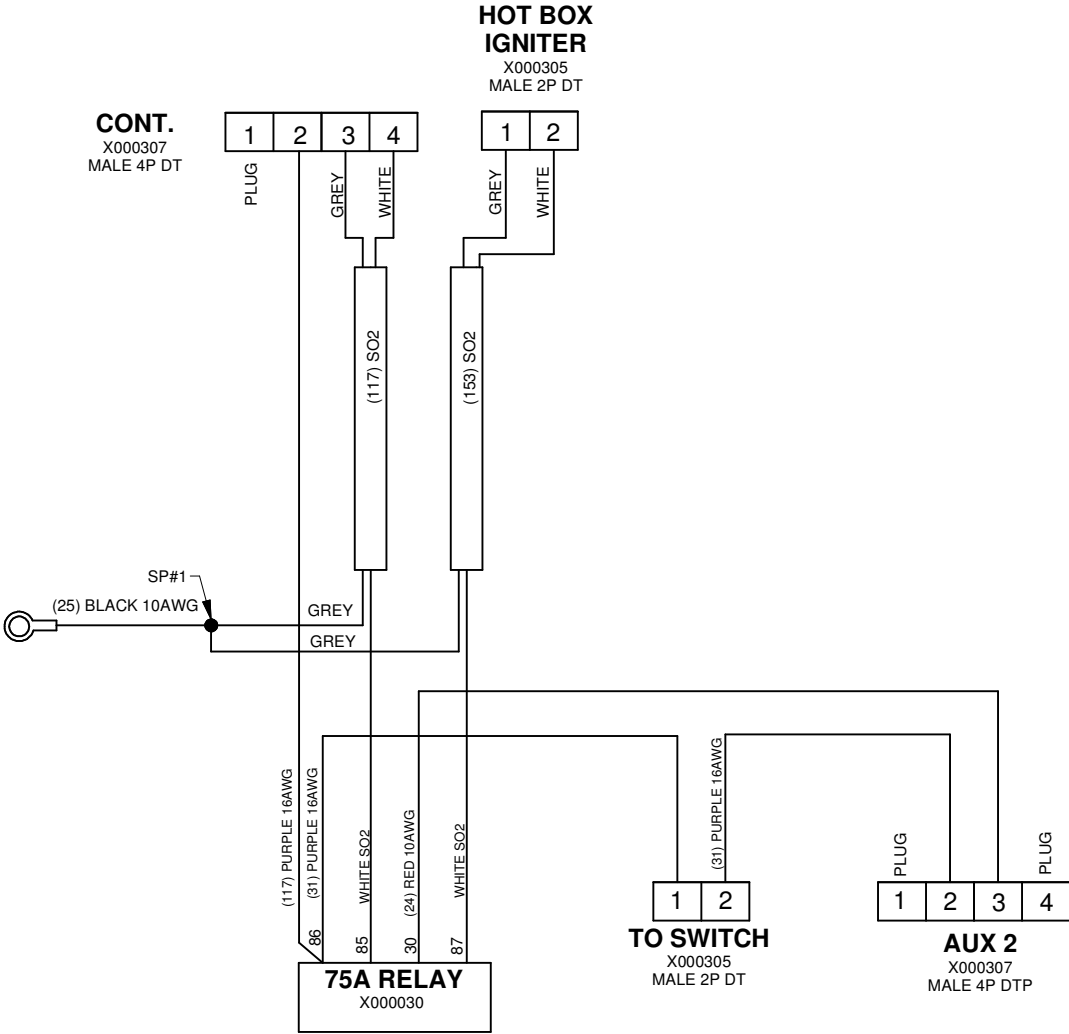 HOT BOX
IGNITER
X000305
MALE 2P DT
CONT.
X000307
MALE 4P DT
1 2 3 4
1 2
PLUG
GREY
WHITE
GREY
WHITE
(117) SO2
(153) SO2
SP#1
(25) BLACK 10AWG
GREY
GREY
(117) PURPLE 16AWG
(31) PURPLE 16AWG
WHITE SO2
(24) RED 10AWG
WHITE SO2
(31) PURPLE 16AWG
PLUG
PLUG
86
85
30
87
75A RELAY
X000030
1 2
TO SWITCH
X000305
MALE 2P DT
1 2 3 4
AUX 2
X000307
MALE 4P DTP